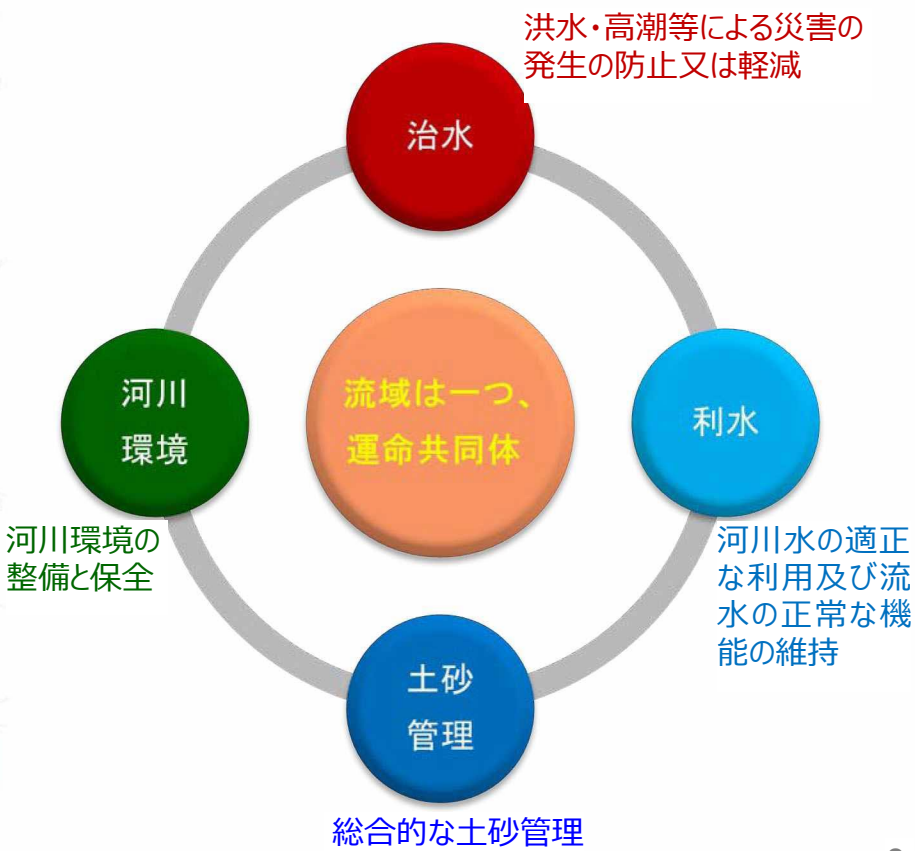 洪水・高潮等による災害の
発生の防止又は軽減
治水
河川
環境
流域は一つ、
運命共同体
利水
河川環境の
整備と保全
河川水の適正
な利用及び流
水の正常な機
能の維持
土砂
管理
総合的な土砂管理